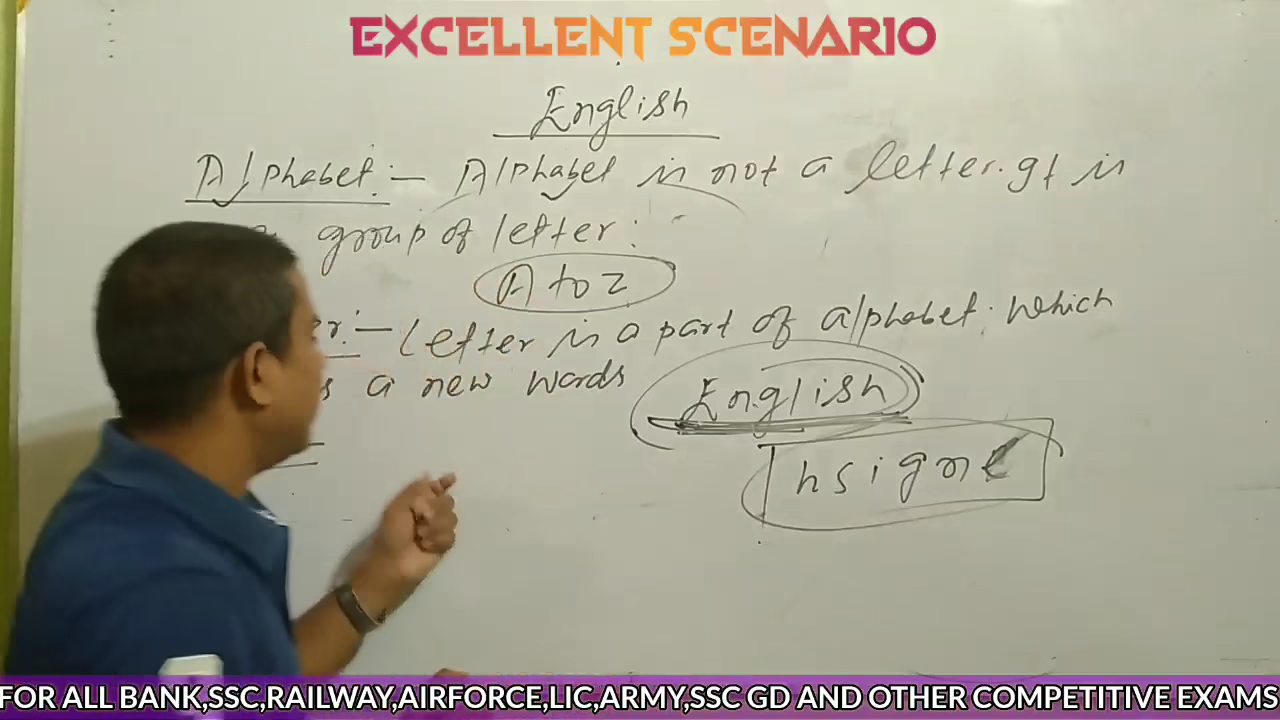 EXCELLENT SCENARIO
English
Alphabet :- Alphabet is not a letter. It is
a group of letter :
A to Z
er :- Letter is a part of alphabet. which
s a new words
English
hsigne
FOR ALL BANK,SSC,RAILWAY,AIRFORCE,LIC,ARMY,SSC GD AND OTHER COMPETITIVE EXAMS